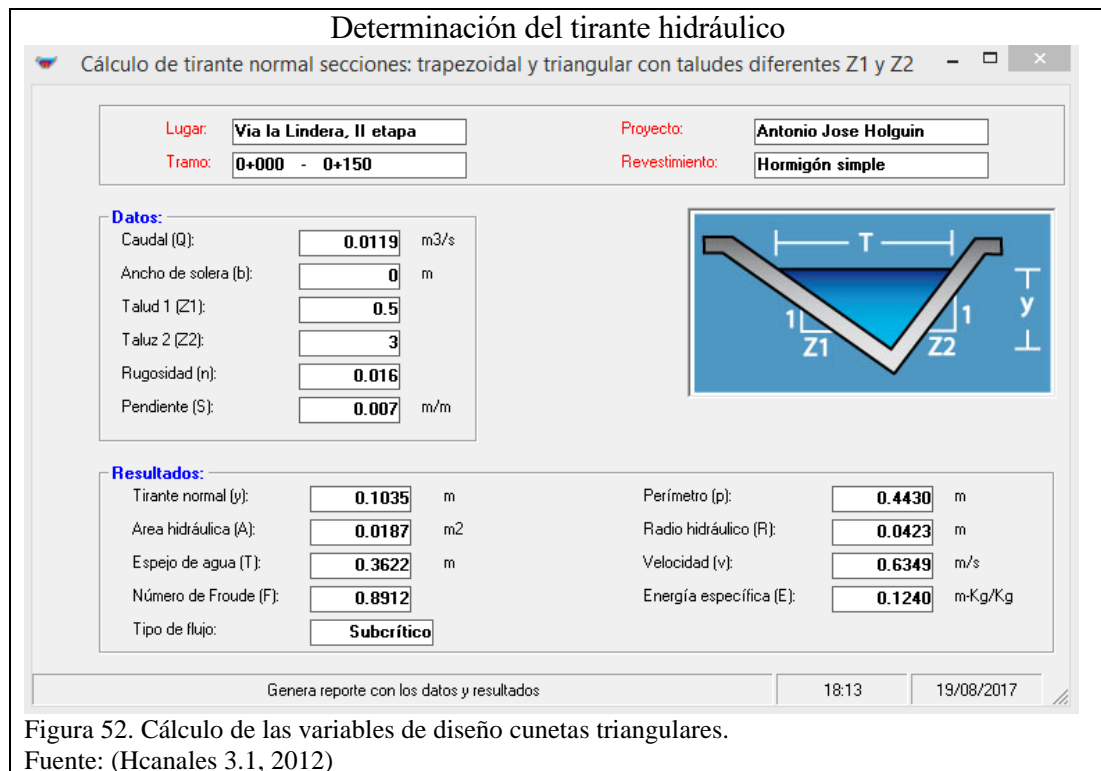 Determinación del tirante hidráulico
Cálculo de tirante normal secciones: trapezoidal y triangular con taludes diferentes Z1 y Z2
Lugar: Via la Lindera, II etapa Proyecto: Antonio Jose Holguin
Tramo: 0+000 - 0+150 Revestimiento: Hormigón simple
Datos:
Caudal (Q): 0.0119 m3/s
Ancho de solera (b): 0 m
Talud 1 (Z1): 0.5
Taluz 2 (Z2): 3
Rugosidad (n): 0.016
Pendiente (S): 0.007 m/m
T
y
1 1
Z1 Z2
Resultados:
Tirante normal (y): 0.1035 m Perímetro (p): 0.4430 m
Area hidráulica (A): 0.0187 m2 Radio hidráulico (R): 0.0423 m
Espejo de agua (T): 0.3622 m Velocidad (v): 0.6349 m/s
Número de Froude (F): 0.8912 Energía específica (E): 0.1240 m-Kg/Kg
Tipo de flujo: Subcrítico
Genera reporte con los datos y resultados 18:13 19/08/2017
Figura 52. Cálculo de las variables de diseño cunetas triangulares.
Fuente: (Hcanales 3.1, 2012)